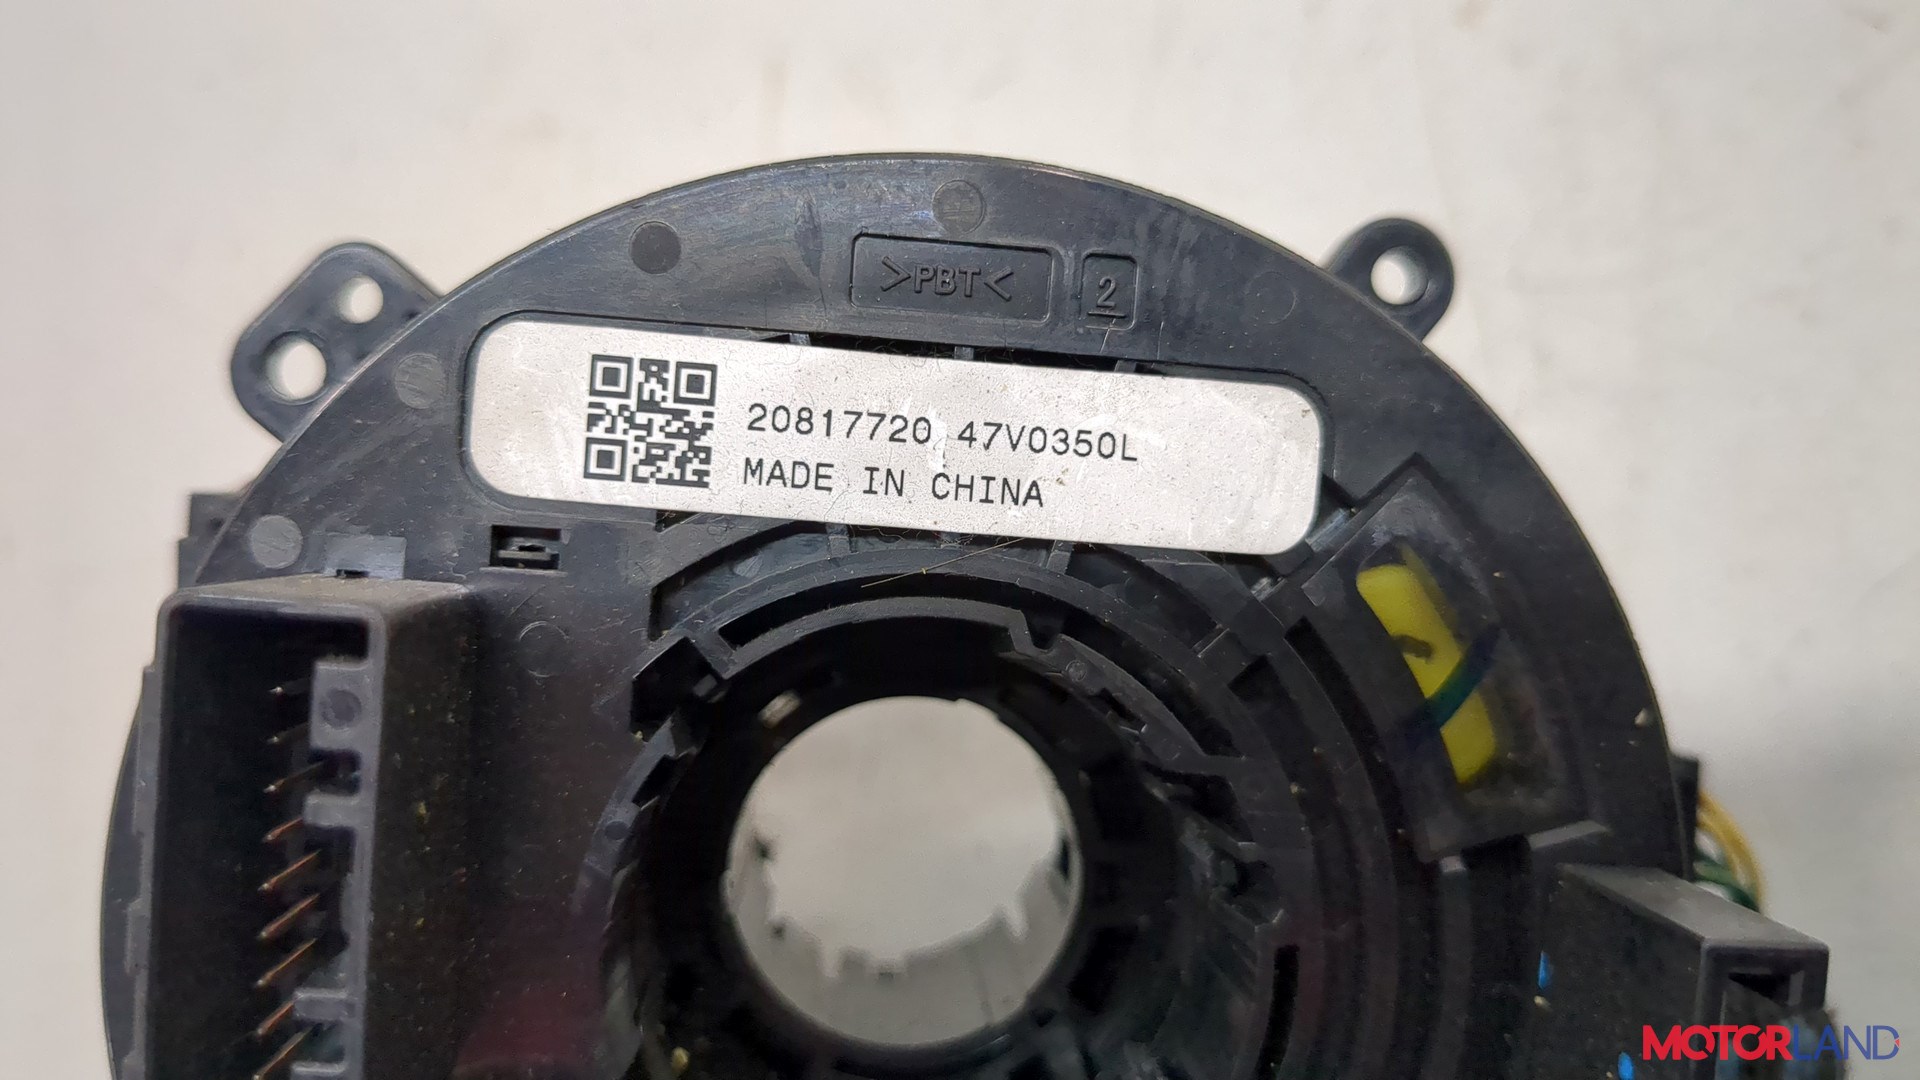 >PBT< 2
20817720 47V0350L
MADE IN CHINA
MOTORLAND